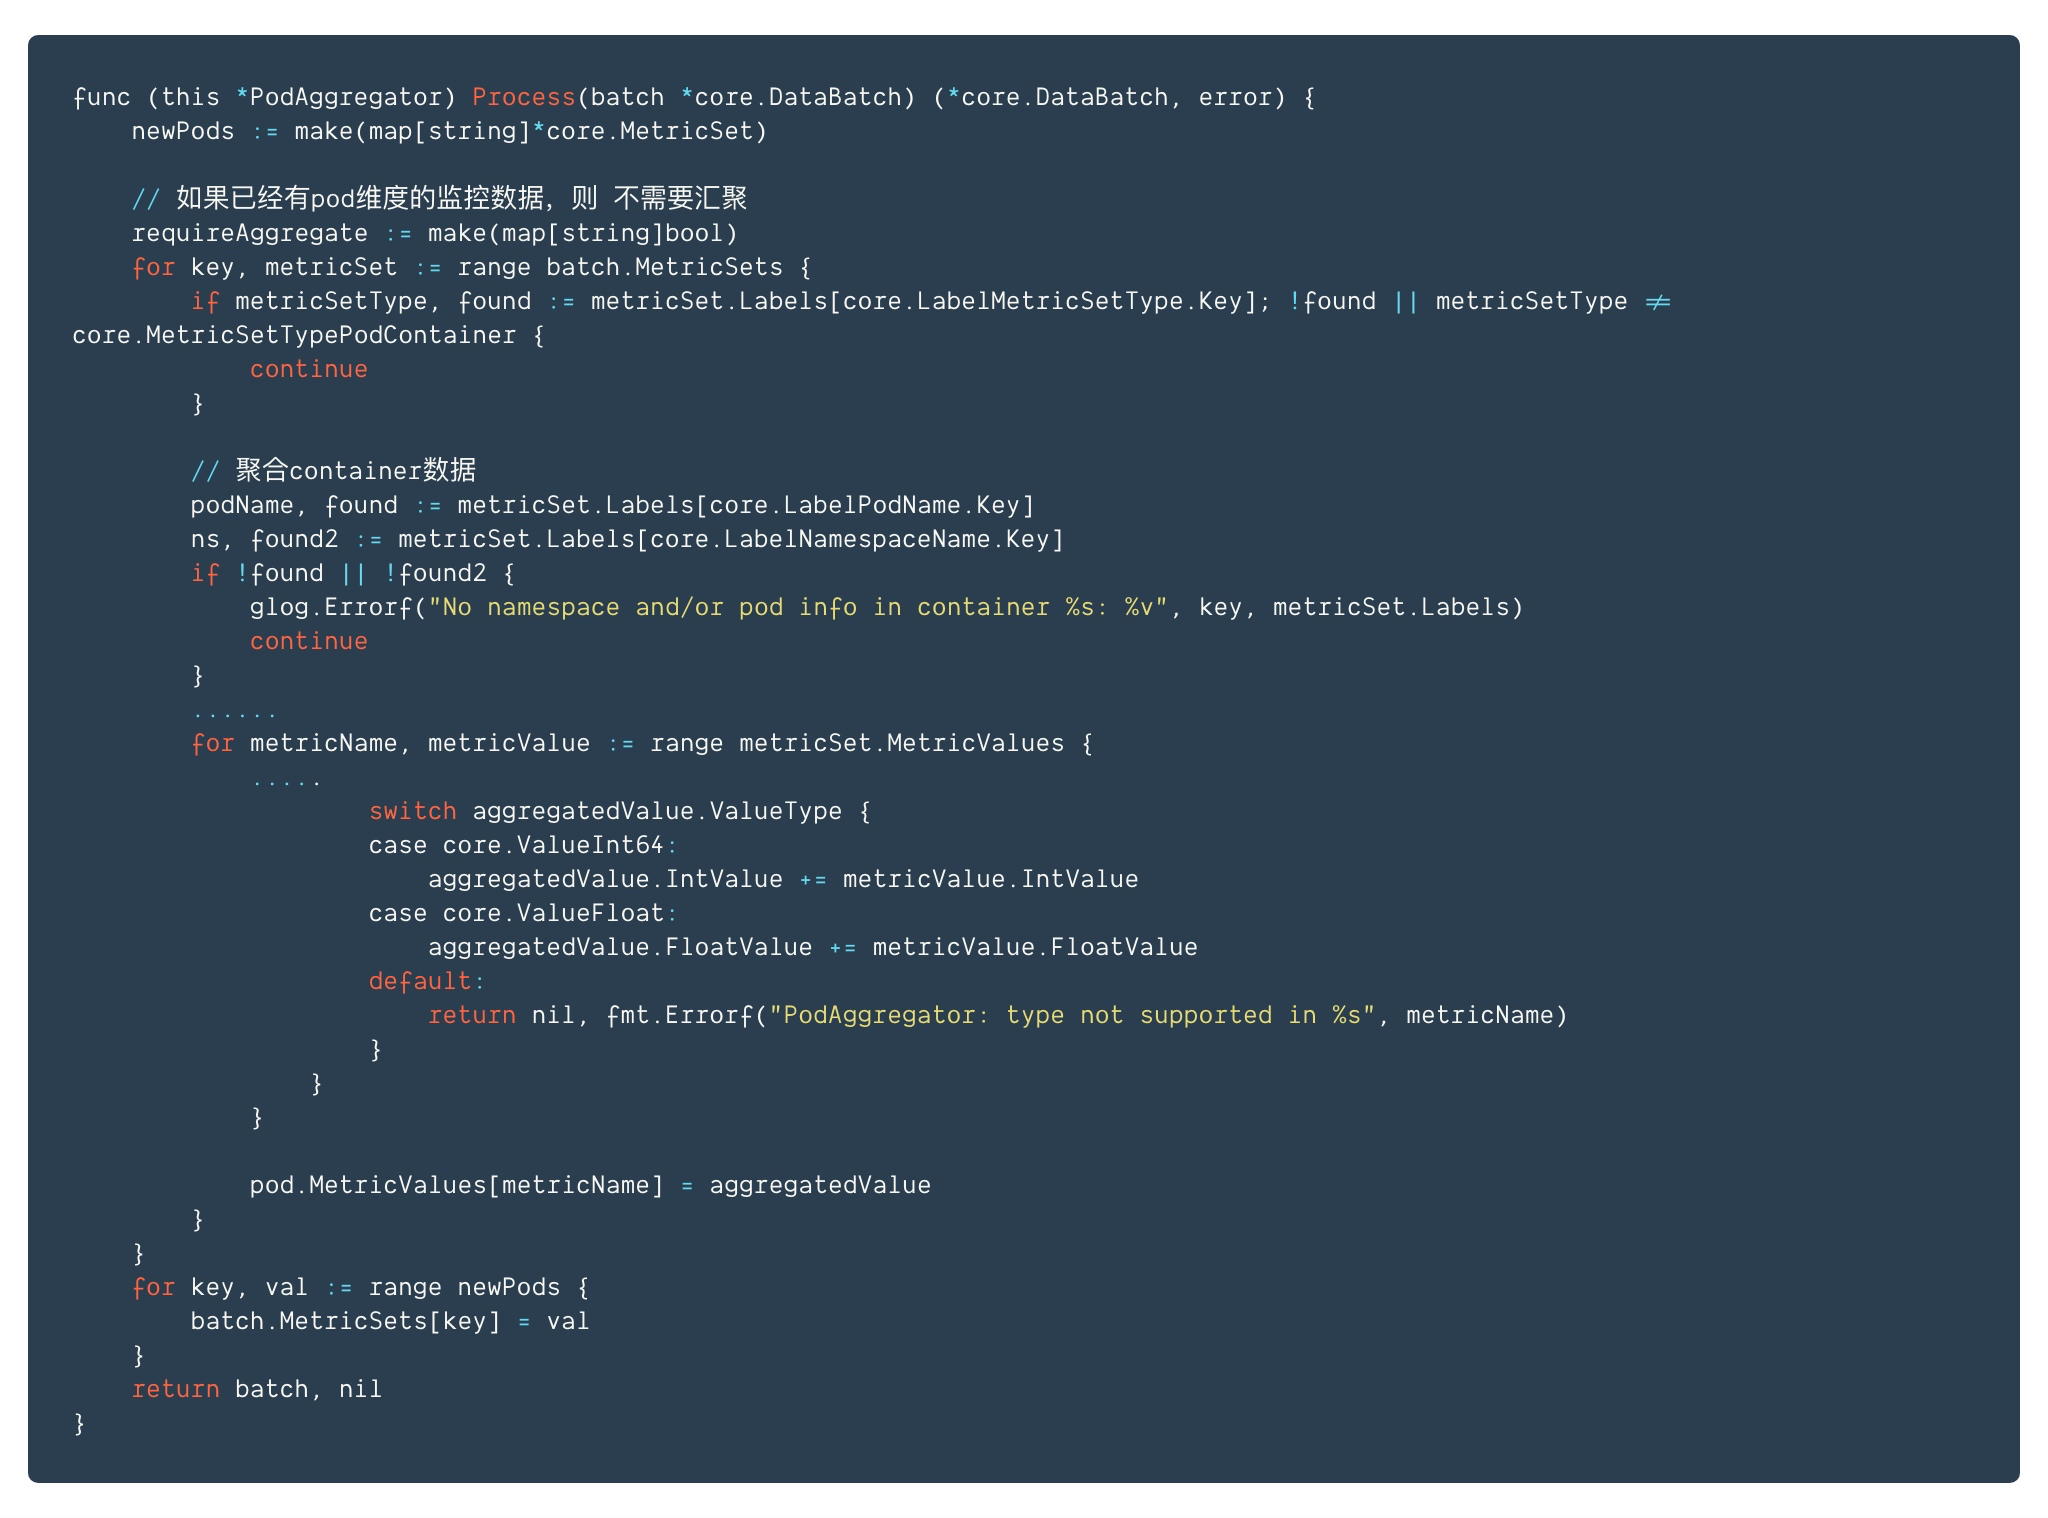 func (this *PodAggregator) Process(batch *core.DataBatch) (*core.DataBatch, error) {
    newPods := make(map[string]*core.MetricSet)

    // 如果已经有pod维度的监控数据，则 不需要汇聚
    requireAggregate := make(map[string]bool)
    for key, metricSet := range batch.MetricSets {
        if metricSetType, found := metricSet.Labels[core.LabelMetricSetType.Key]; !found || metricSetType !=
core.MetricSetTypePodContainer {
            continue
        }

        // 聚合container数据
        podName, found := metricSet.Labels[core.LabelPodName.Key]
        ns, found2 := metricSet.Labels[core.LabelNamespaceName.Key]
        if !found || !found2 {
            glog.Errorf("No namespace and/or pod info in container %s: %v", key, metricSet.Labels)
            continue
        }
        ......
        for metricName, metricValue := range metricSet.MetricValues {
            .....
                    switch aggregatedValue.ValueType {
                    case core.ValueInt64:
                        aggregatedValue.IntValue += metricValue.IntValue
                    case core.ValueFloat:
                        aggregatedValue.FloatValue += metricValue.FloatValue
                    default:
                        return nil, fmt.Errorf("PodAggregator: type not supported in %s", metricName)
                    }
                }
            }

            pod.MetricValues[metricName] = aggregatedValue
        }
    }
    for key, val := range newPods {
        batch.MetricSets[key] = val
    }
    return batch, nil
}